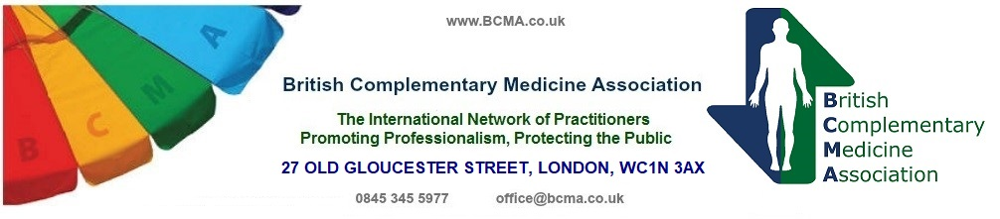 B
C
M
A
www.BCMA.co.uk
British Complementary Medicine Association
The International Network of Practitioners
Promoting Professionalism, Protecting the Public
27 OLD GLOUCESTER STREET, LONDON, WC1N 3AX
0845 345 5977 office@bcma.co.uk
British
Complementary
Medicine
Association